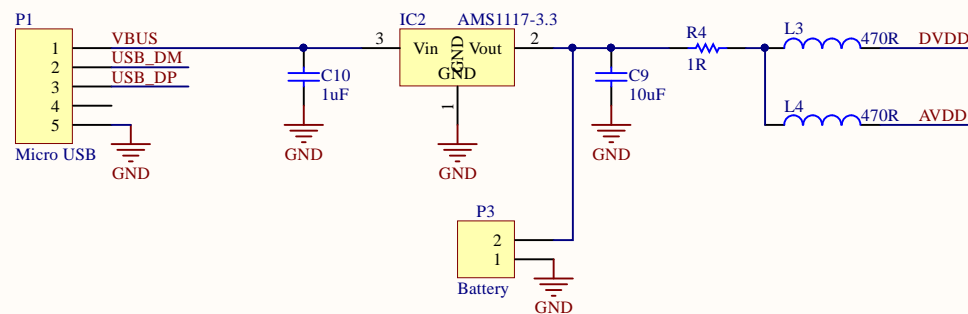 P1
IC2 AMS1117-3.3
VBUS
USB_DM
USB_DP
1
2
3
4
5
Micro USB
GND
C10
1uF
GND
3
Vin
GND
Vout
GND
2
1
GND
C9
10uF
GND
R4
1R
L3
470R
DVDD
L4
470R
AVDD
P3
2
1
Battery
GND